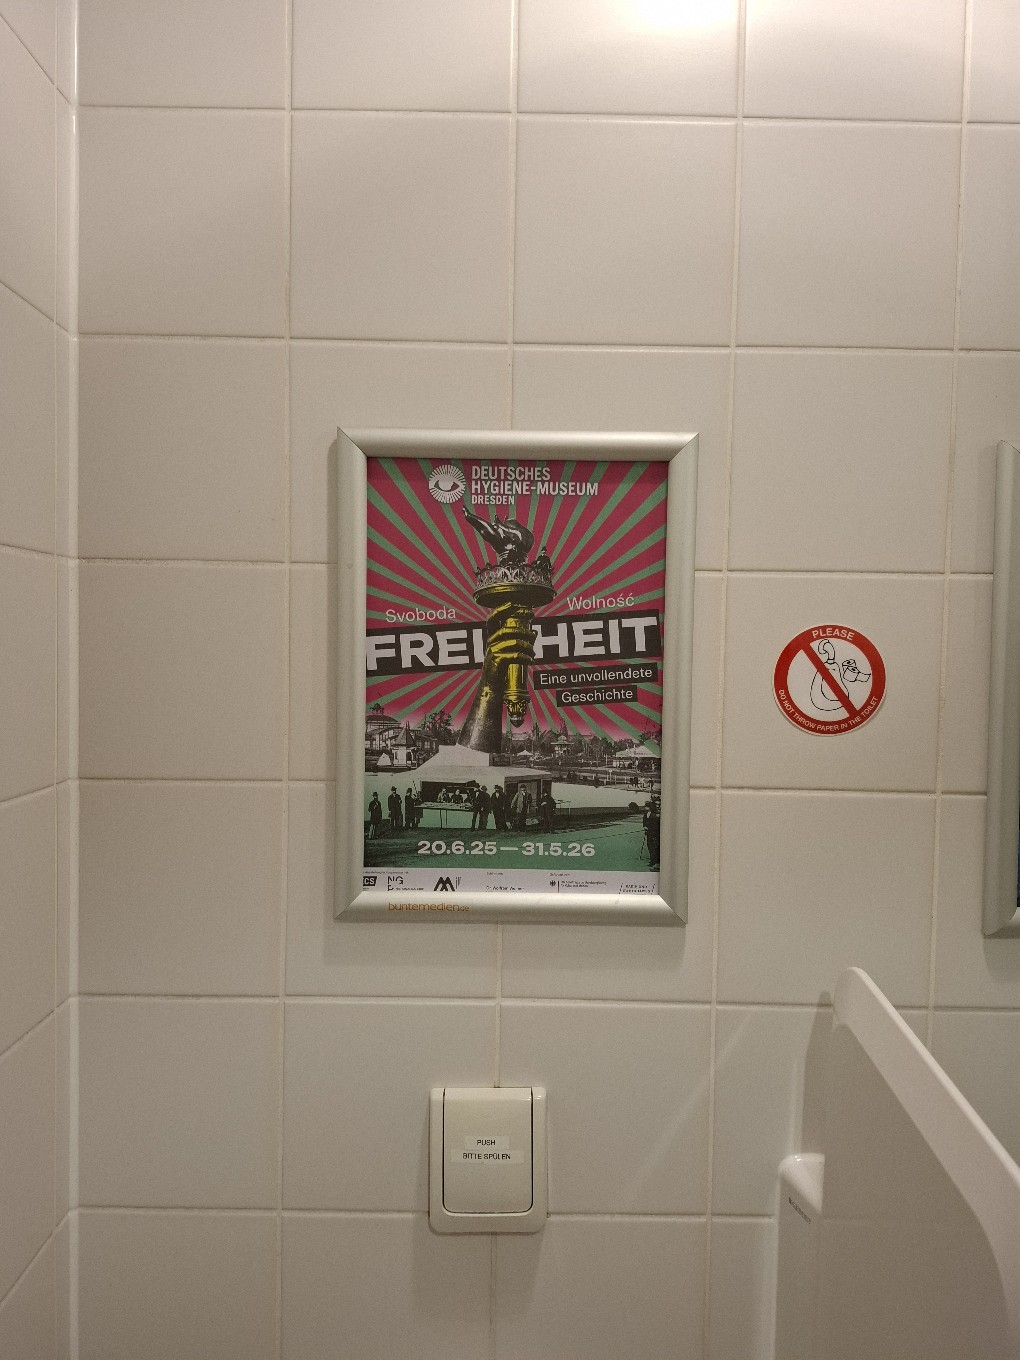 DEUTSCHES
HYGIENE-MUSEUM
DRESDEN
Svoboda
Wolność
FREIHEIT
Eine unvollendete
Geschichte
20.6.25—31.5.26
buntemedien.de
PLEASE
DO NOT THROW PAPER IN THE TOILET
PUSH
BITTE SPÜLEN